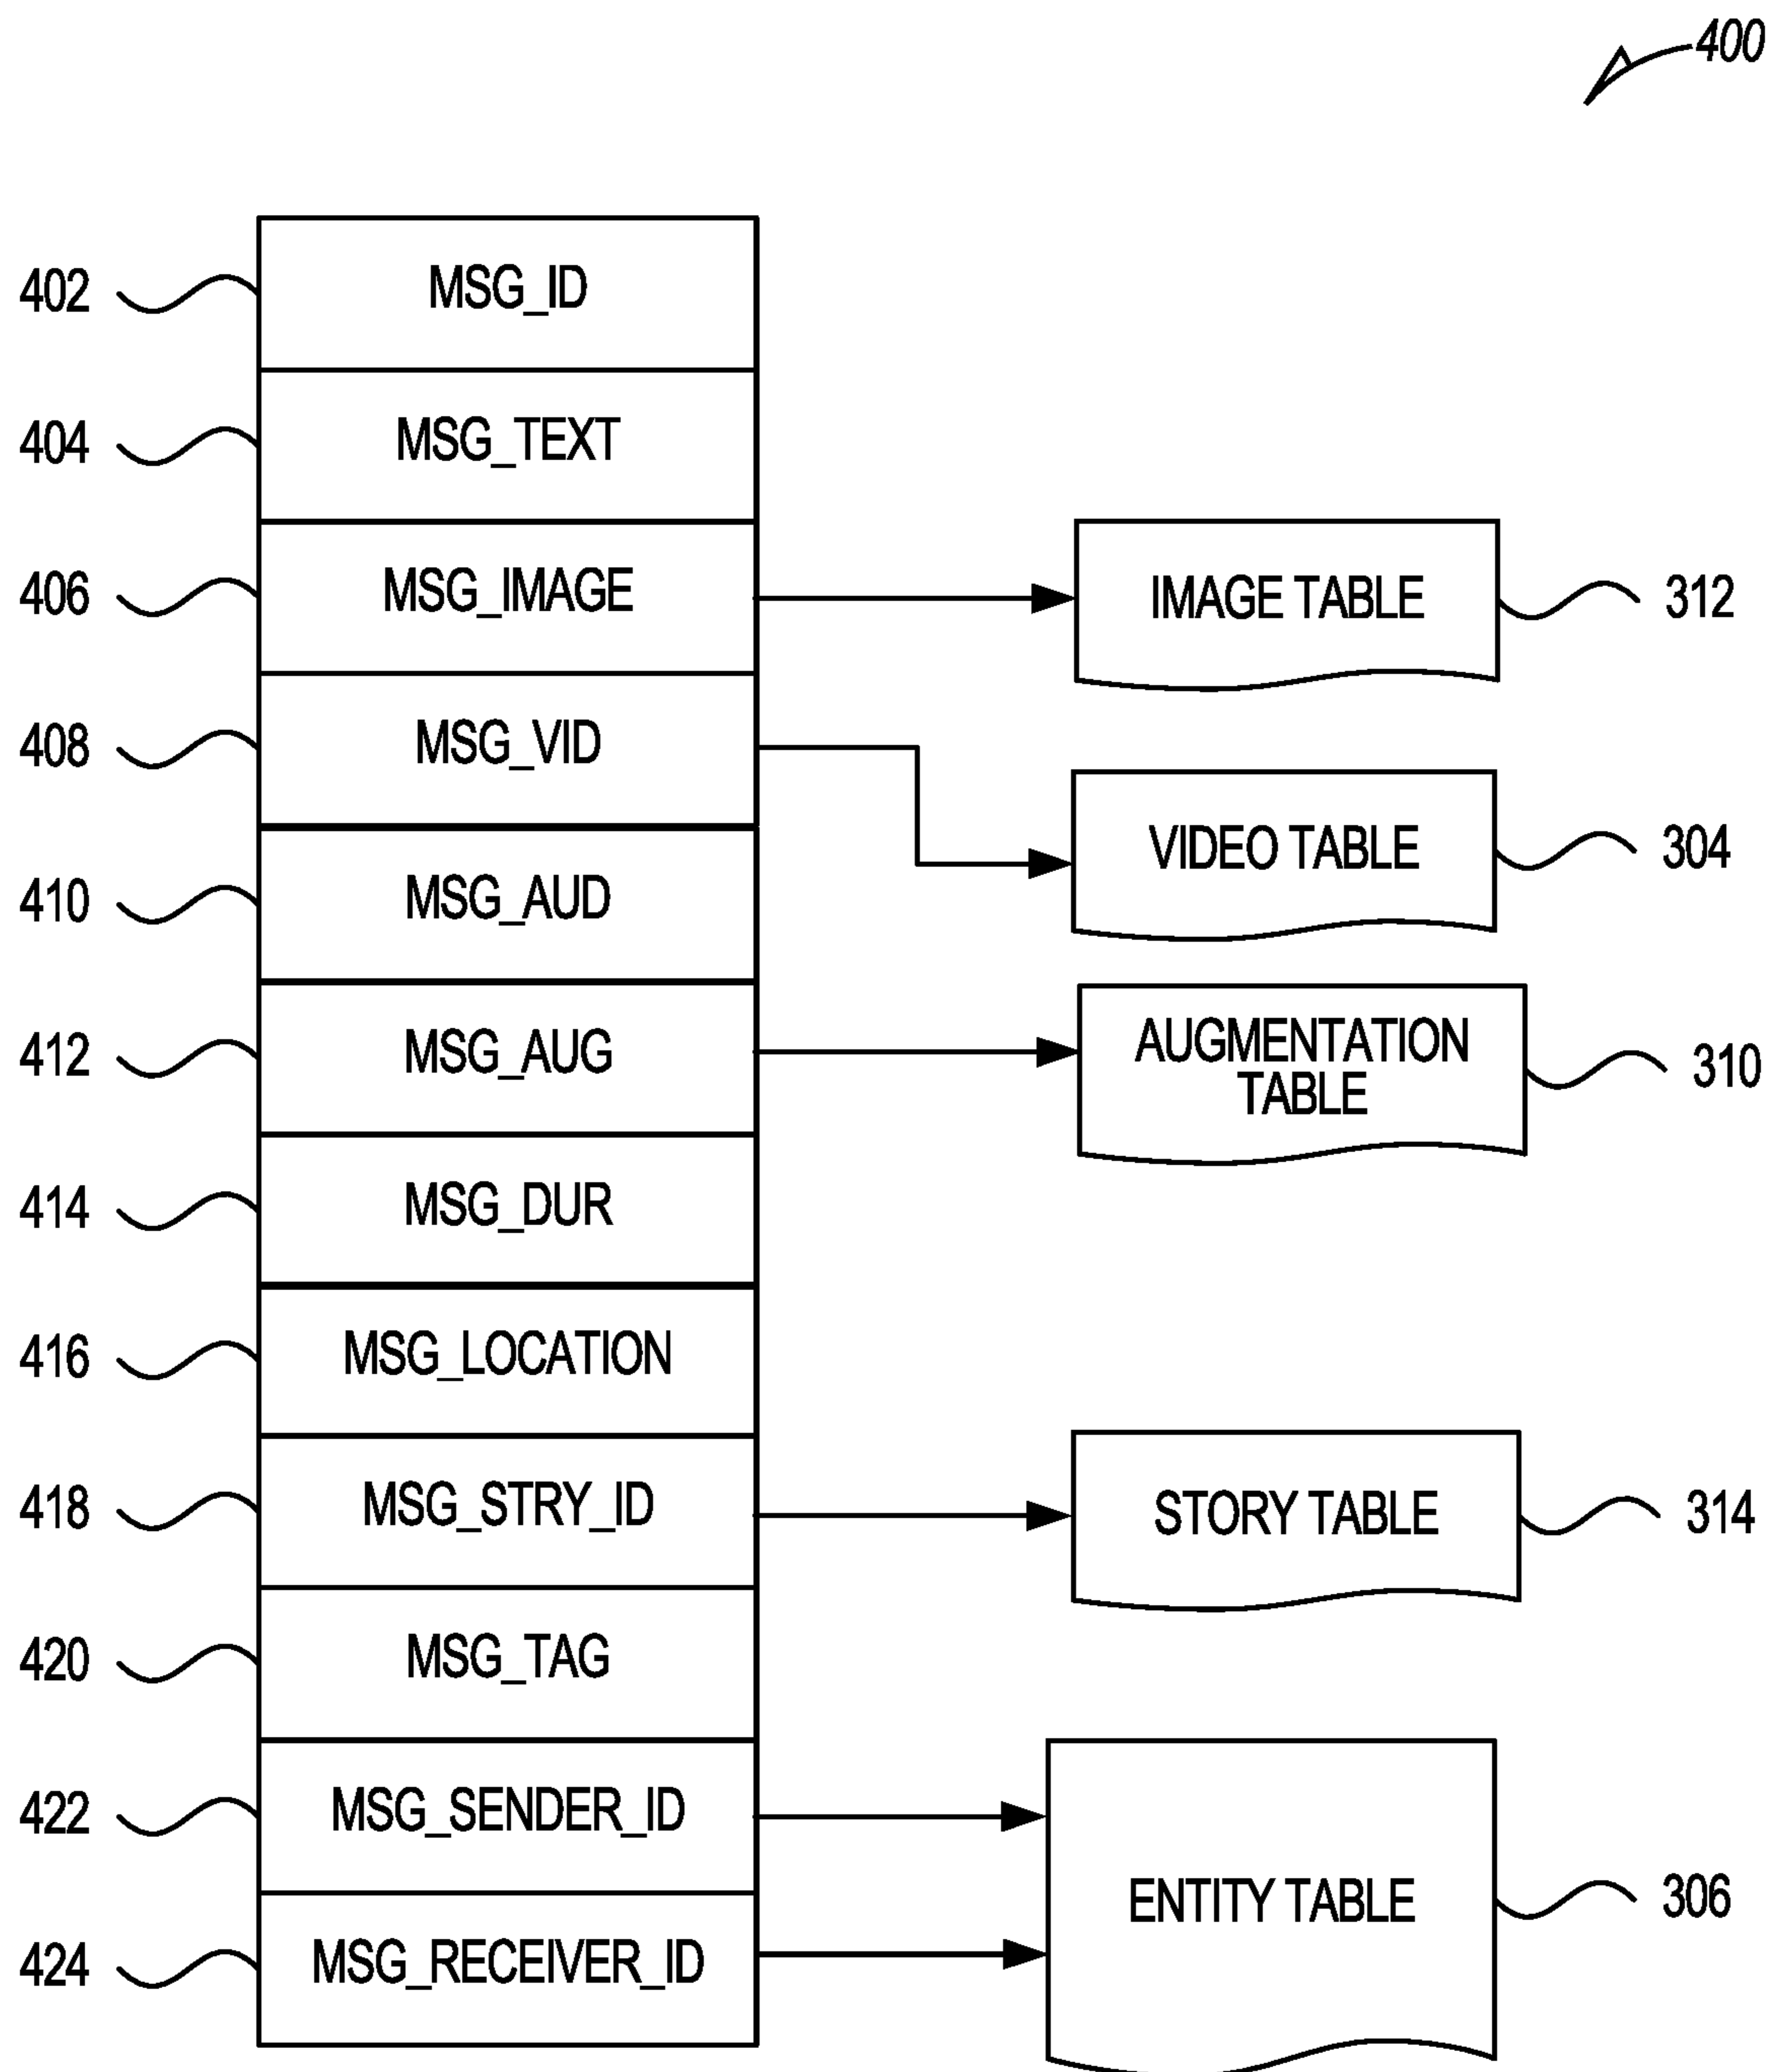 400
402 MSG_ID
404 MSG_TEXT
406 MSG_IMAGE IMAGE TABLE 312
408 MSG_VID VIDEO TABLE 304
410 MSG_AUD
412 MSG_AUG AUGMENTATION
TABLE 310
414 MSG_DUR
416 MSG_LOCATION
418 MSG_STRY_ID STORY TABLE 314
420 MSG_TAG
422 MSG_SENDER_ID
ENTITY TABLE 306
424 MSG_RECEIVER_ID